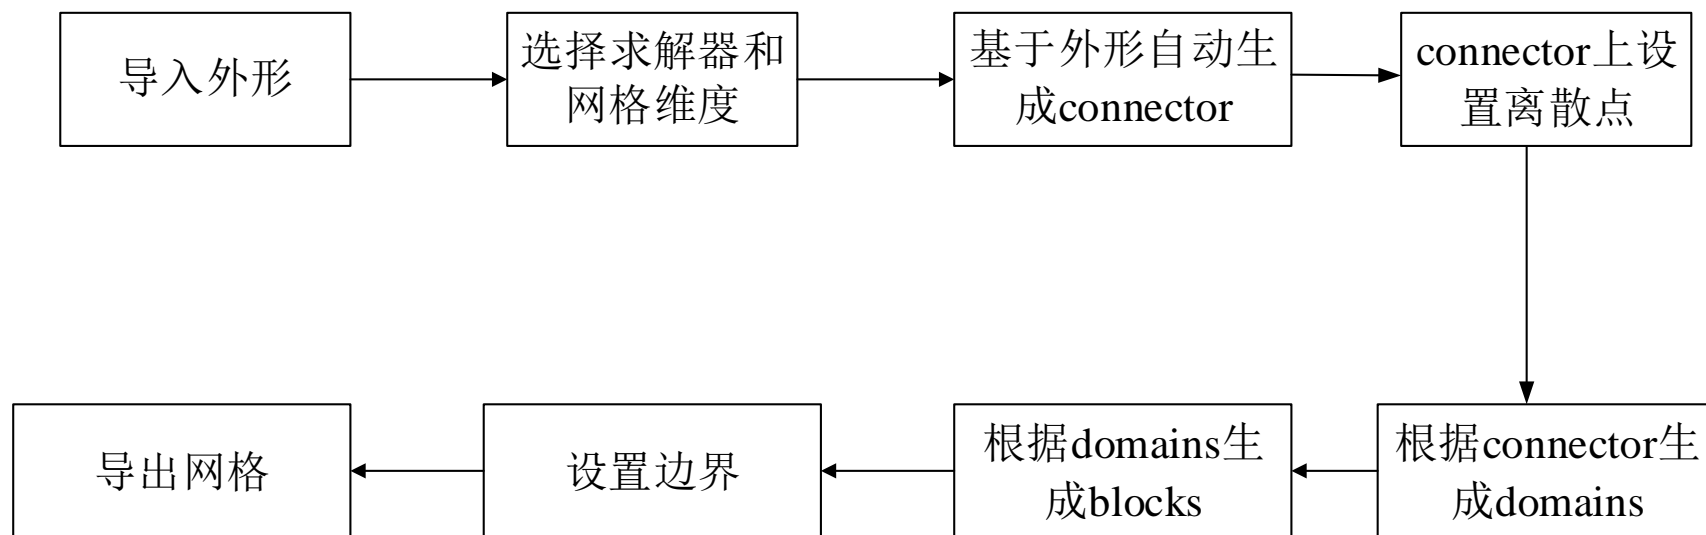 导入外形
选择求解器和
网格维度
基于外形自动生
成connector
connector上设
置离散点
根据connector生
成domains
根据domains生
成blocks
设置边界
导出网格